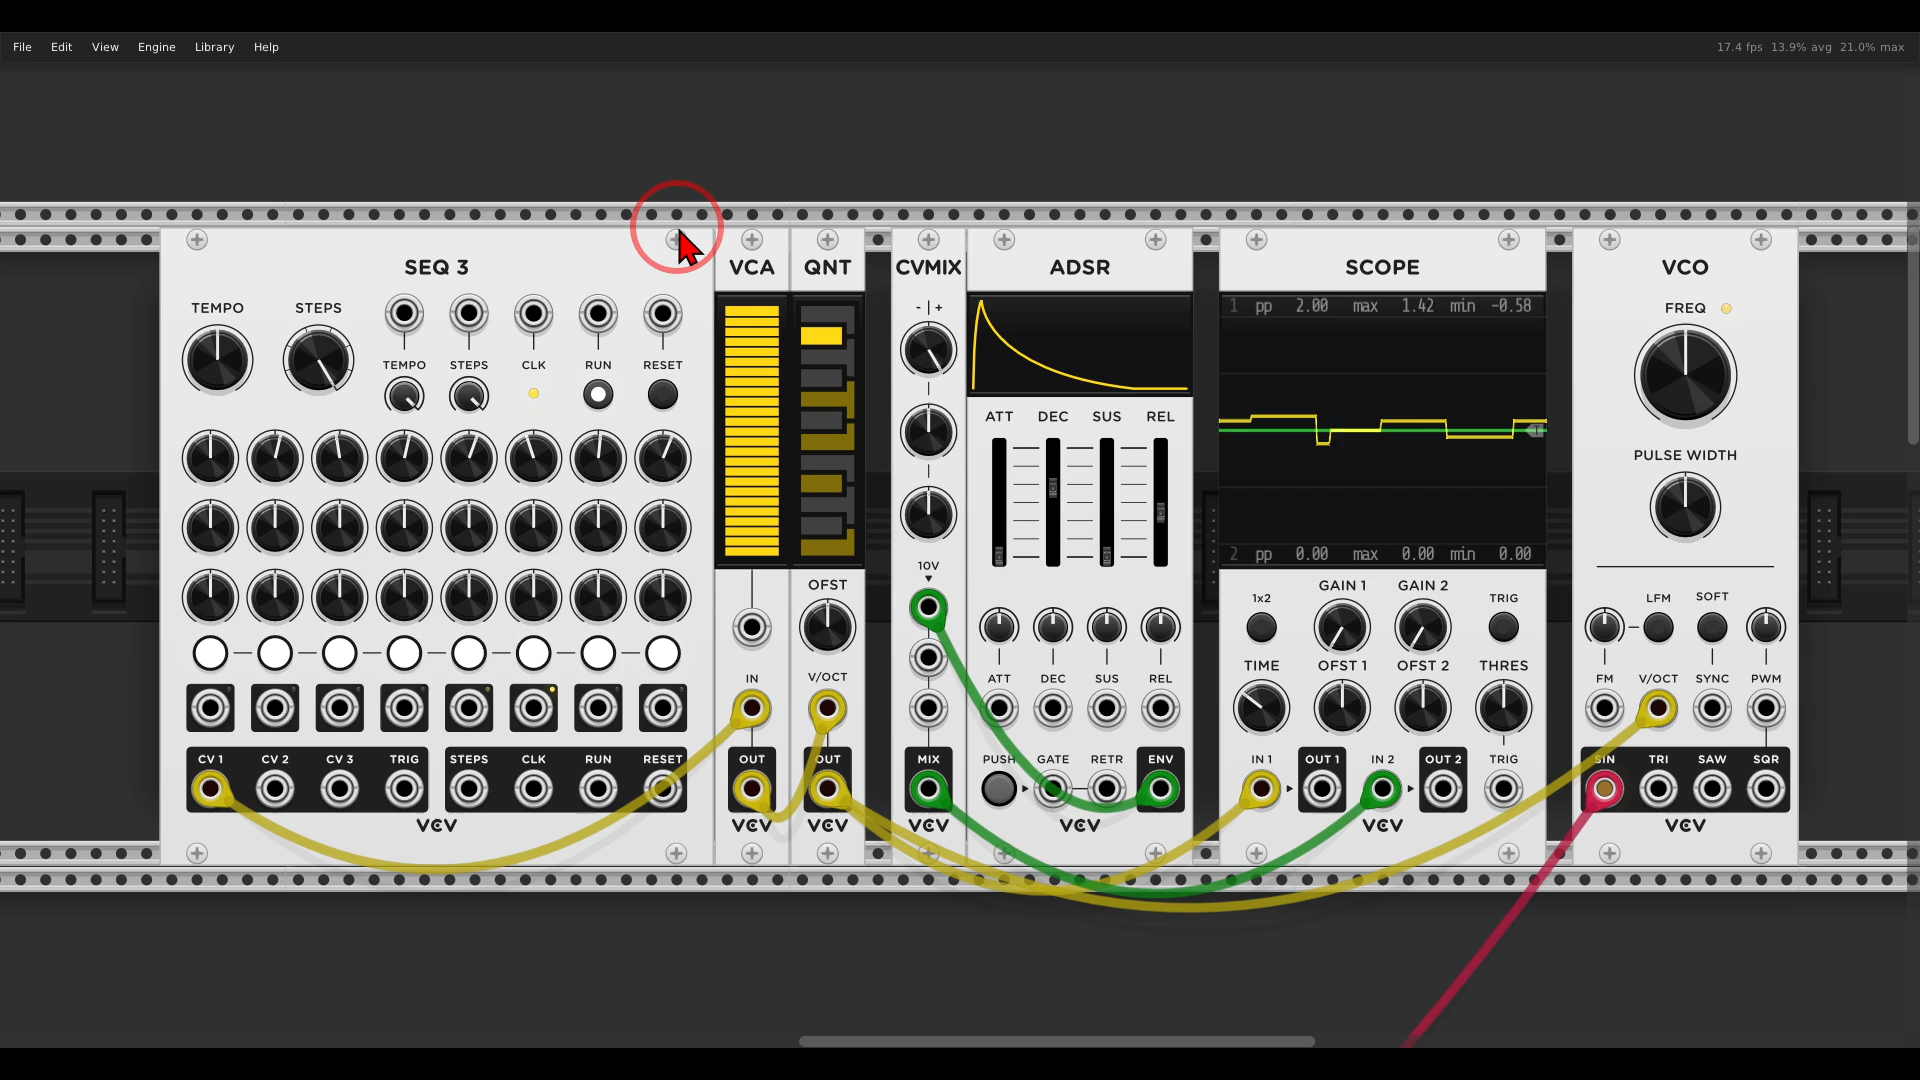 File Edit View Engine Library Help
17.4 fps 13.9% avg 21.0% max
SEQ 3
TEMPO STEPS
TEMPO STEPS CLK RUN RESET
CV 1 CV 2 CV 3 TRIG STEPS CLK RUN RESET
VCV
VCA
IN
OUT
VCV
QNT
OFST
V/OCT
OUT
VCV
CVMIX
- | +
10V
MIX
VCV
ADSR
ATT DEC SUS REL
ATT DEC SUS REL
PUSH GATE RETR ENV
VCV
SCOPE
1 pp 2.00 max 1.42 min -0.58
T
2 pp 0.00 max 0.00 min 0.00
1x2 GAIN 1 GAIN 2 TRIG
TIME OFST 1 OFST 2 THRES
IN 1 OUT 1 IN 2 OUT 2 TRIG
VCV
VCO
FREQ
PULSE WIDTH
LFM SOFT
FM V/OCT SYNC PWM
SIN TRI SAW SQR
VCV